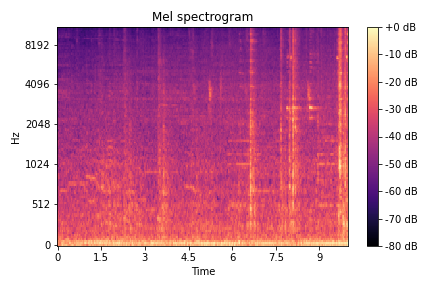 Mel spectrogram
+0 dB
8192
-10 dB
4096
-20 dB
-30 dB
2048
Hz
-40 dB
1024
-50 dB
512
-60 dB
-70 dB
0
-80 dB
0 1.5 3 4.5 6 7.5 9
Time